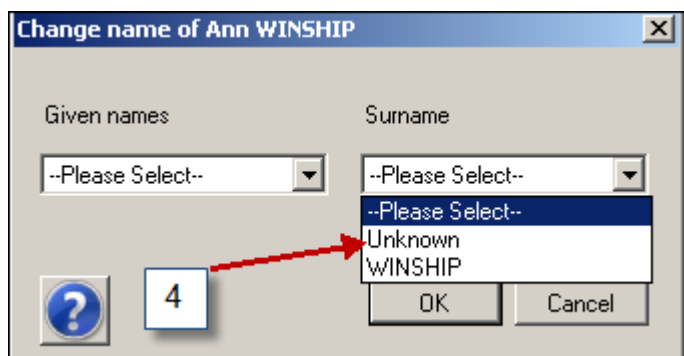 Change name of Ann WINSHIP
Given names
Surname
--Please Select--
--Please Select--
--Please Select--
Unknown
WINSHIP
4
OK
Cancel